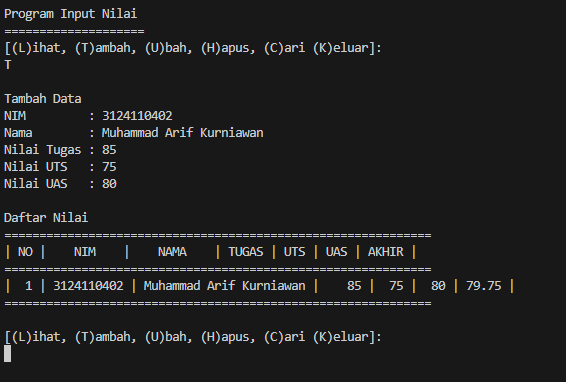 Program Input Nilai
====================
[(L)ihat, (T)ambah, (U)bah, (H)apus, (C)ari (K)eluar]:
T
Tambah Data
NIM         : 3124110402
Nama        : Muhammad Arif Kurniawan
Nilai Tugas : 85
Nilai UTS   : 75
Nilai UAS   : 80
Daftar Nilai
=============================================================
| NO |    NIM    |    NAMA    | TUGAS | UTS | UAS | AKHIR |
=============================================================
|  1 | 3124110402 | Muhammad Arif Kurniawan |    85 |  75 |  80 | 79.75 |
=============================================================
[(L)ihat, (T)ambah, (U)bah, (H)apus, (C)ari (K)eluar]: